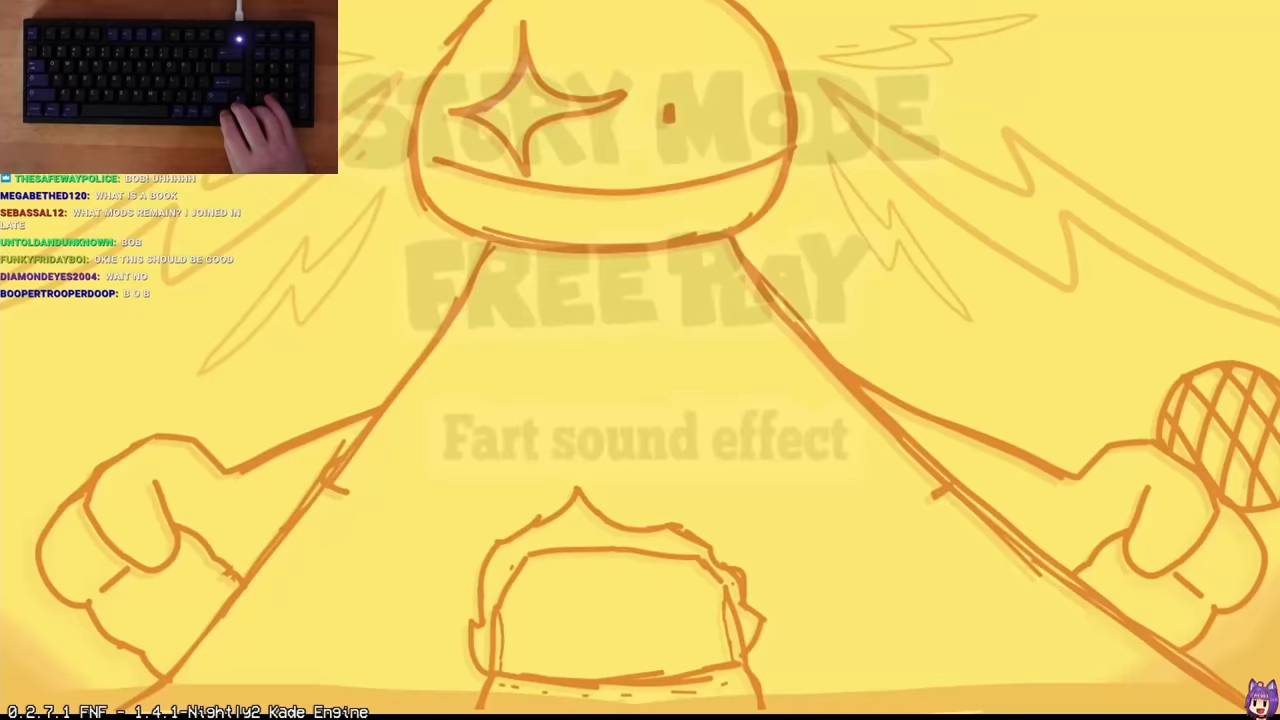 STORY MODE
THESAFEWAYPOLICE: BOB! UHHHHH
MEGABETHED120: WHAT IS A BOOK
SEBASSAL12: WHAT MODS REMAIN? I JOINED IN
LATE
UNTOLDANDUNKNOWN: BOB
FUNKYFRIDAYBOI: OKIE THIS SHOULD BE GOOD
DIAMONDEYES2004: WAIT NO
BOOPERTROOPERDOOP: B O B
FREE PLAY
Fart sound effect
0.2.7.1 FNF - 1.4.1-Nightly2 Kade Engine